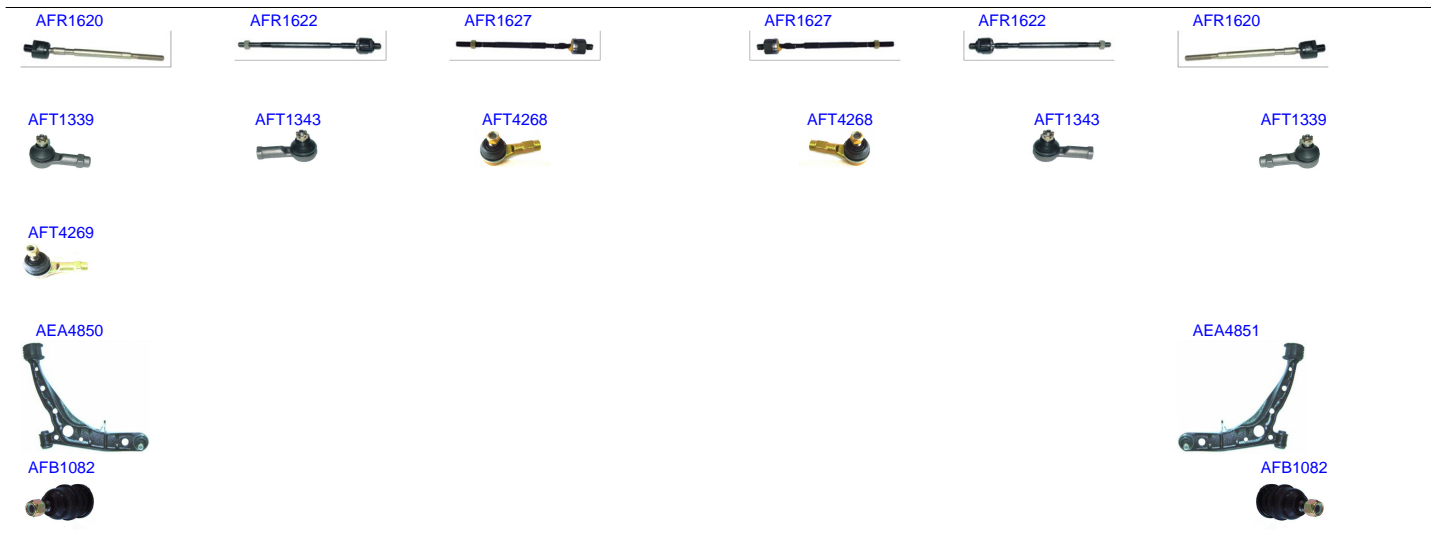 AFR1620 AFR1622 AFR1627 AFR1627 AFR1622 AFR1620
AFT1339 AFT1343 AFT4268 AFT4268 AFT1343 AFT1339
AFT4269
AEA4850 AEA4851
AFB1082 AFB1082